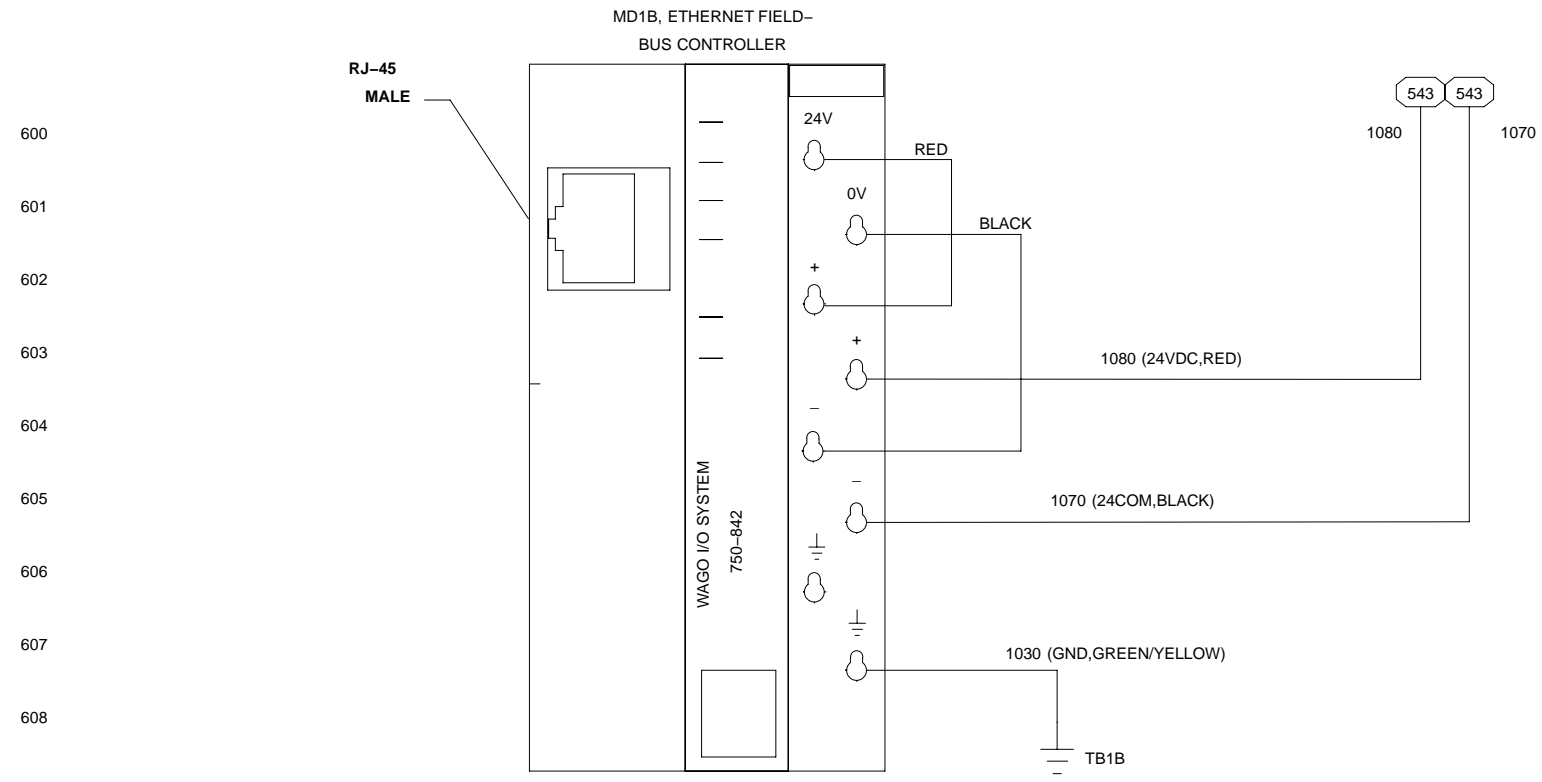 MD1B, ETHERNET FIELD–
BUS CONTROLLER
RJ–45
MALE
543
543
600
24V
1080
1070
RED
601
0V
BLACK
602
+
603
+
1080 (24VDC,RED)
604
–
605
–
1070 (24COM,BLACK)
WAGO I/O SYSTEM
750–842
606
607
1030 (GND,GREEN/YELLOW)
608
TB1B